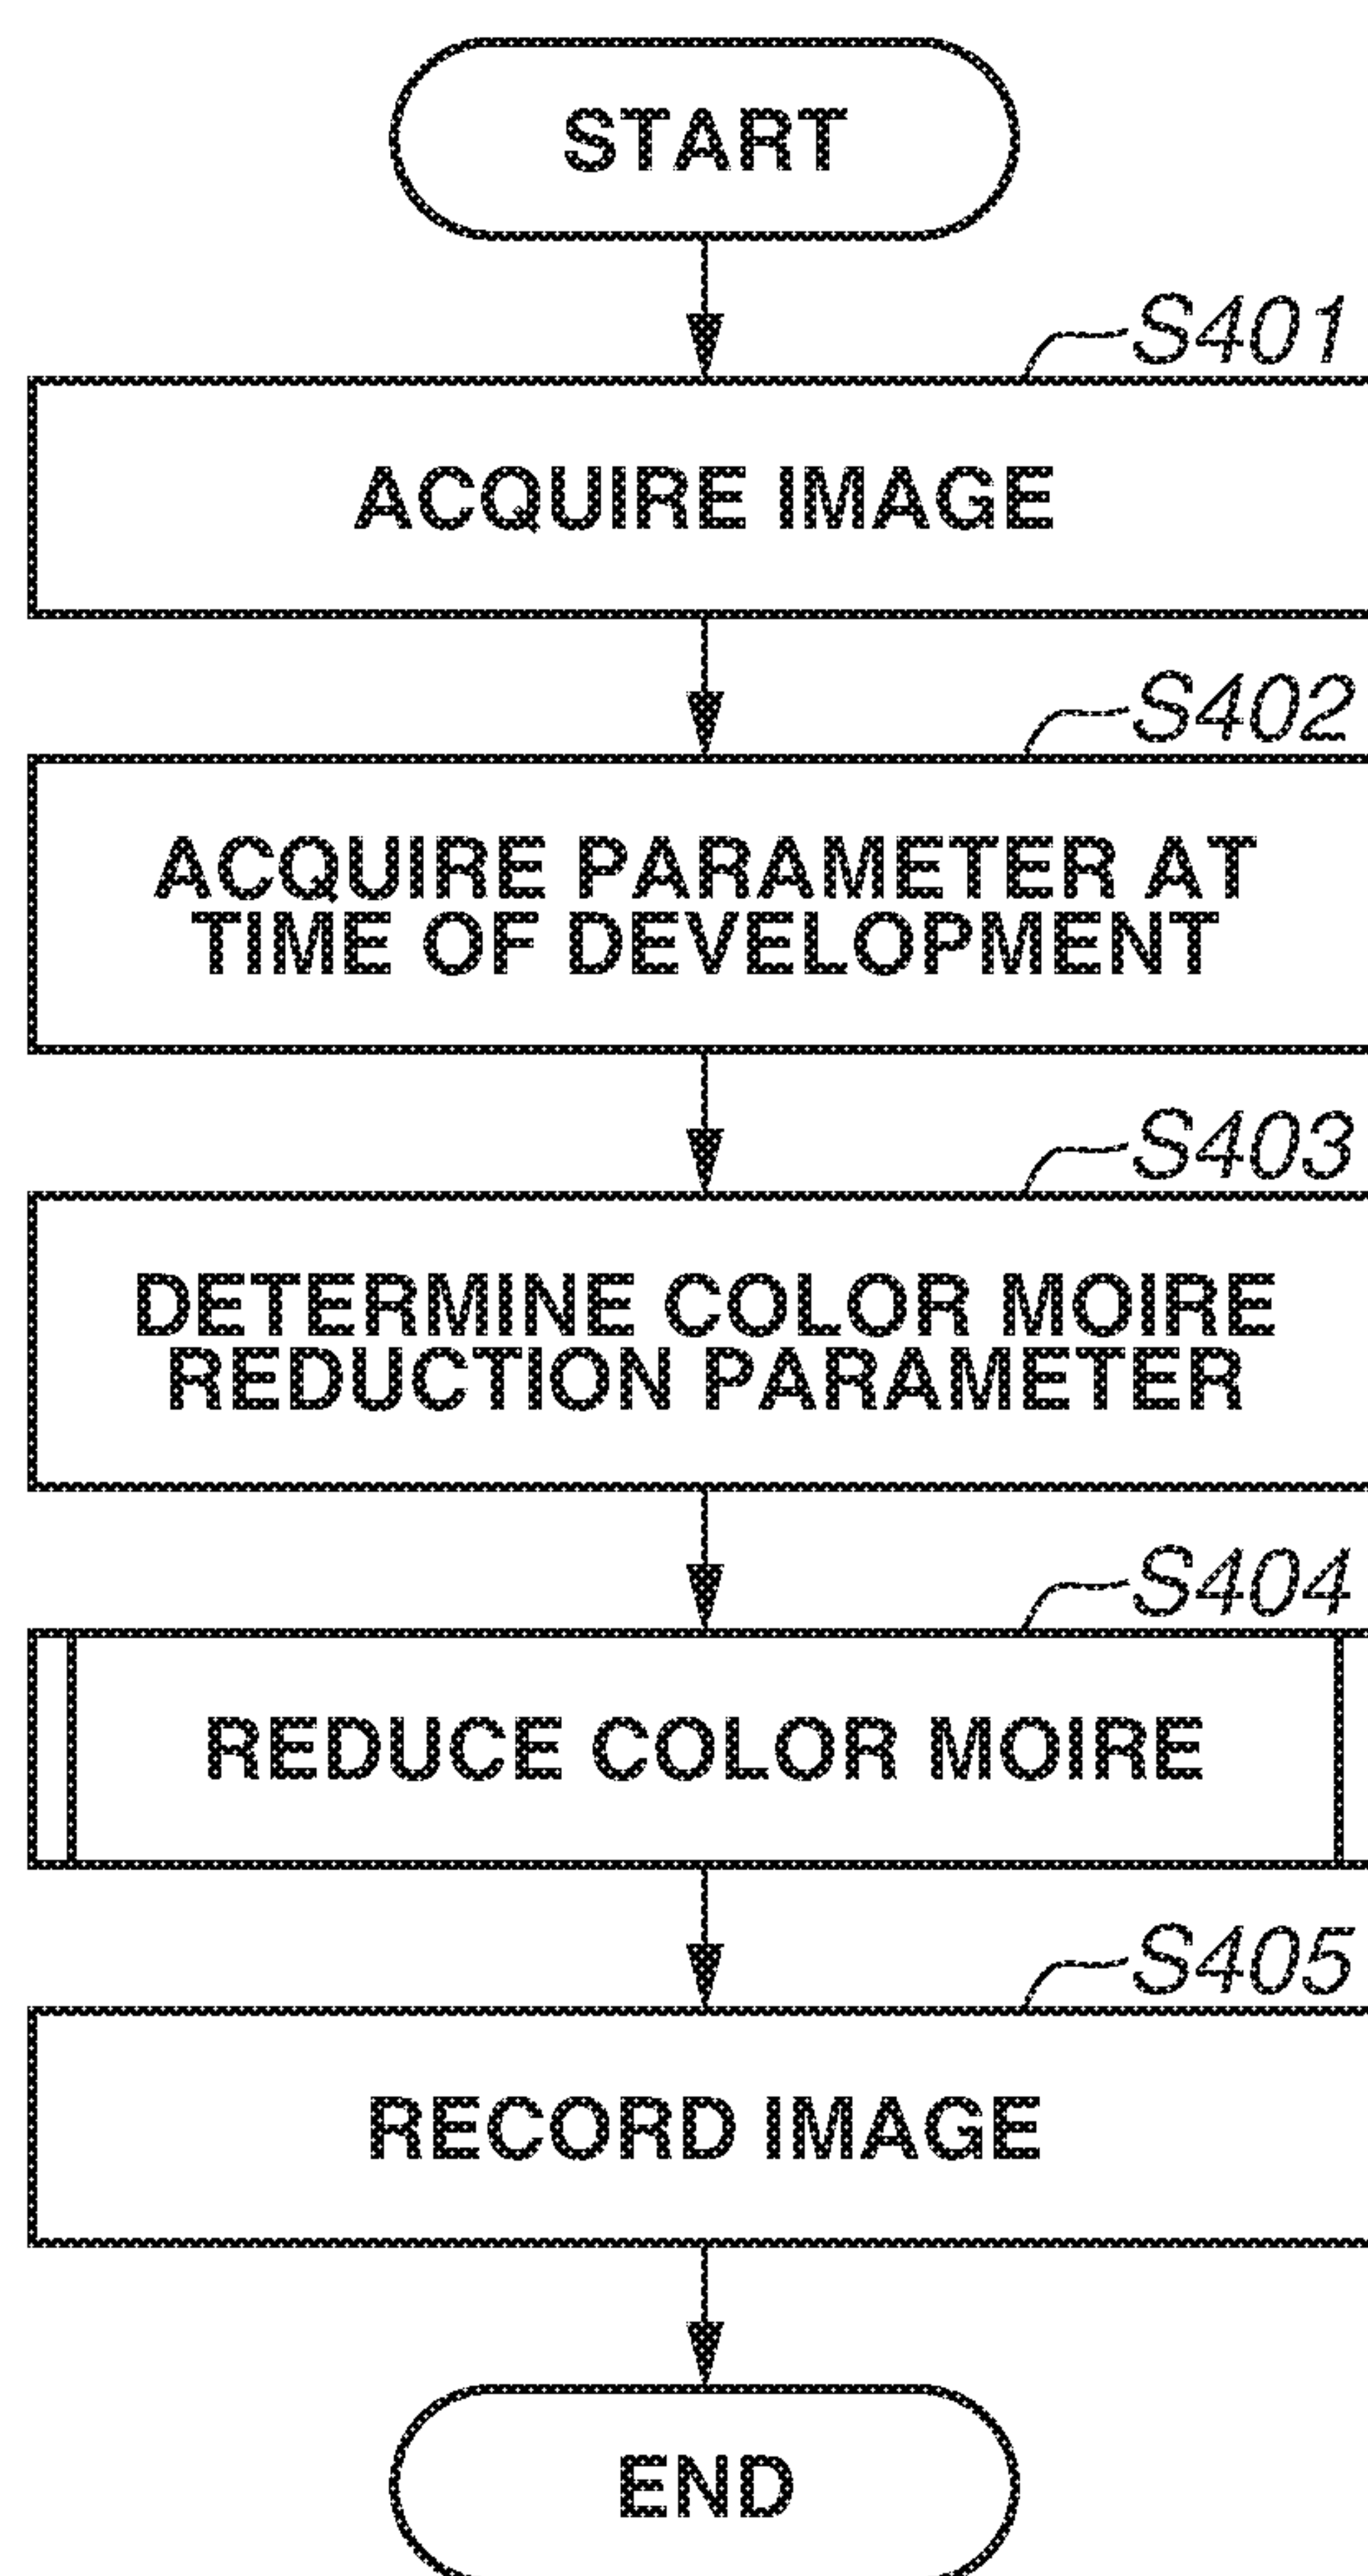 START
S401
ACQUIRE IMAGE
S402
ACQUIRE PARAMETER AT
TIME OF DEVELOPMENT
S403
DETERMINE COLOR MOIRE
REDUCTION PARAMETER
S404
REDUCE COLOR MOIRE
S405
RECORD IMAGE
END